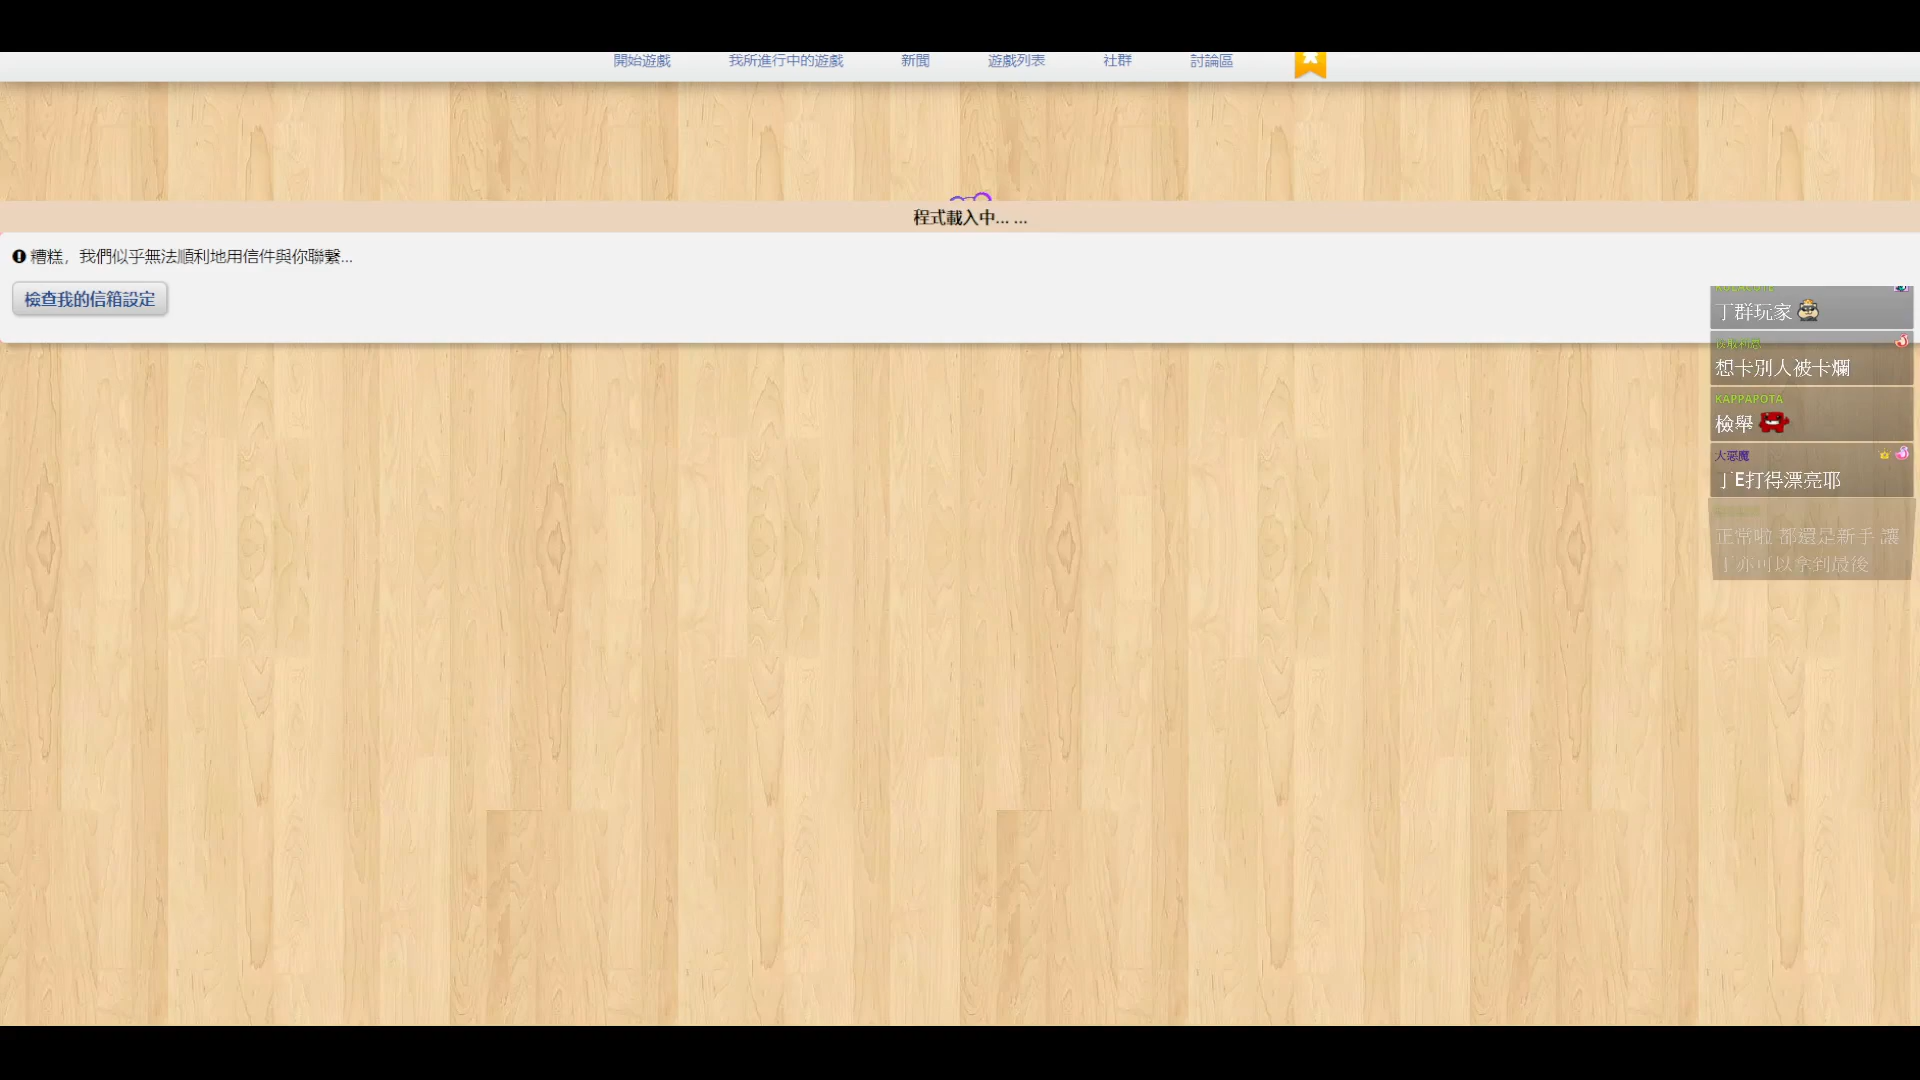 開始遊戲 我所進行中的遊戲 新聞 遊戲列表 社群 討論區
程式載入中... ...
糟糕，我們似乎無法順利地用信件與你聯繫...
檢查我的信箱設定
丁群玩家
想卡別人被卡爛
KAPPAPOTA
檢舉
大惡魔
丁E打得漂亮耶
正常啦 都還是新手 讓
丁亦可以拿到最後